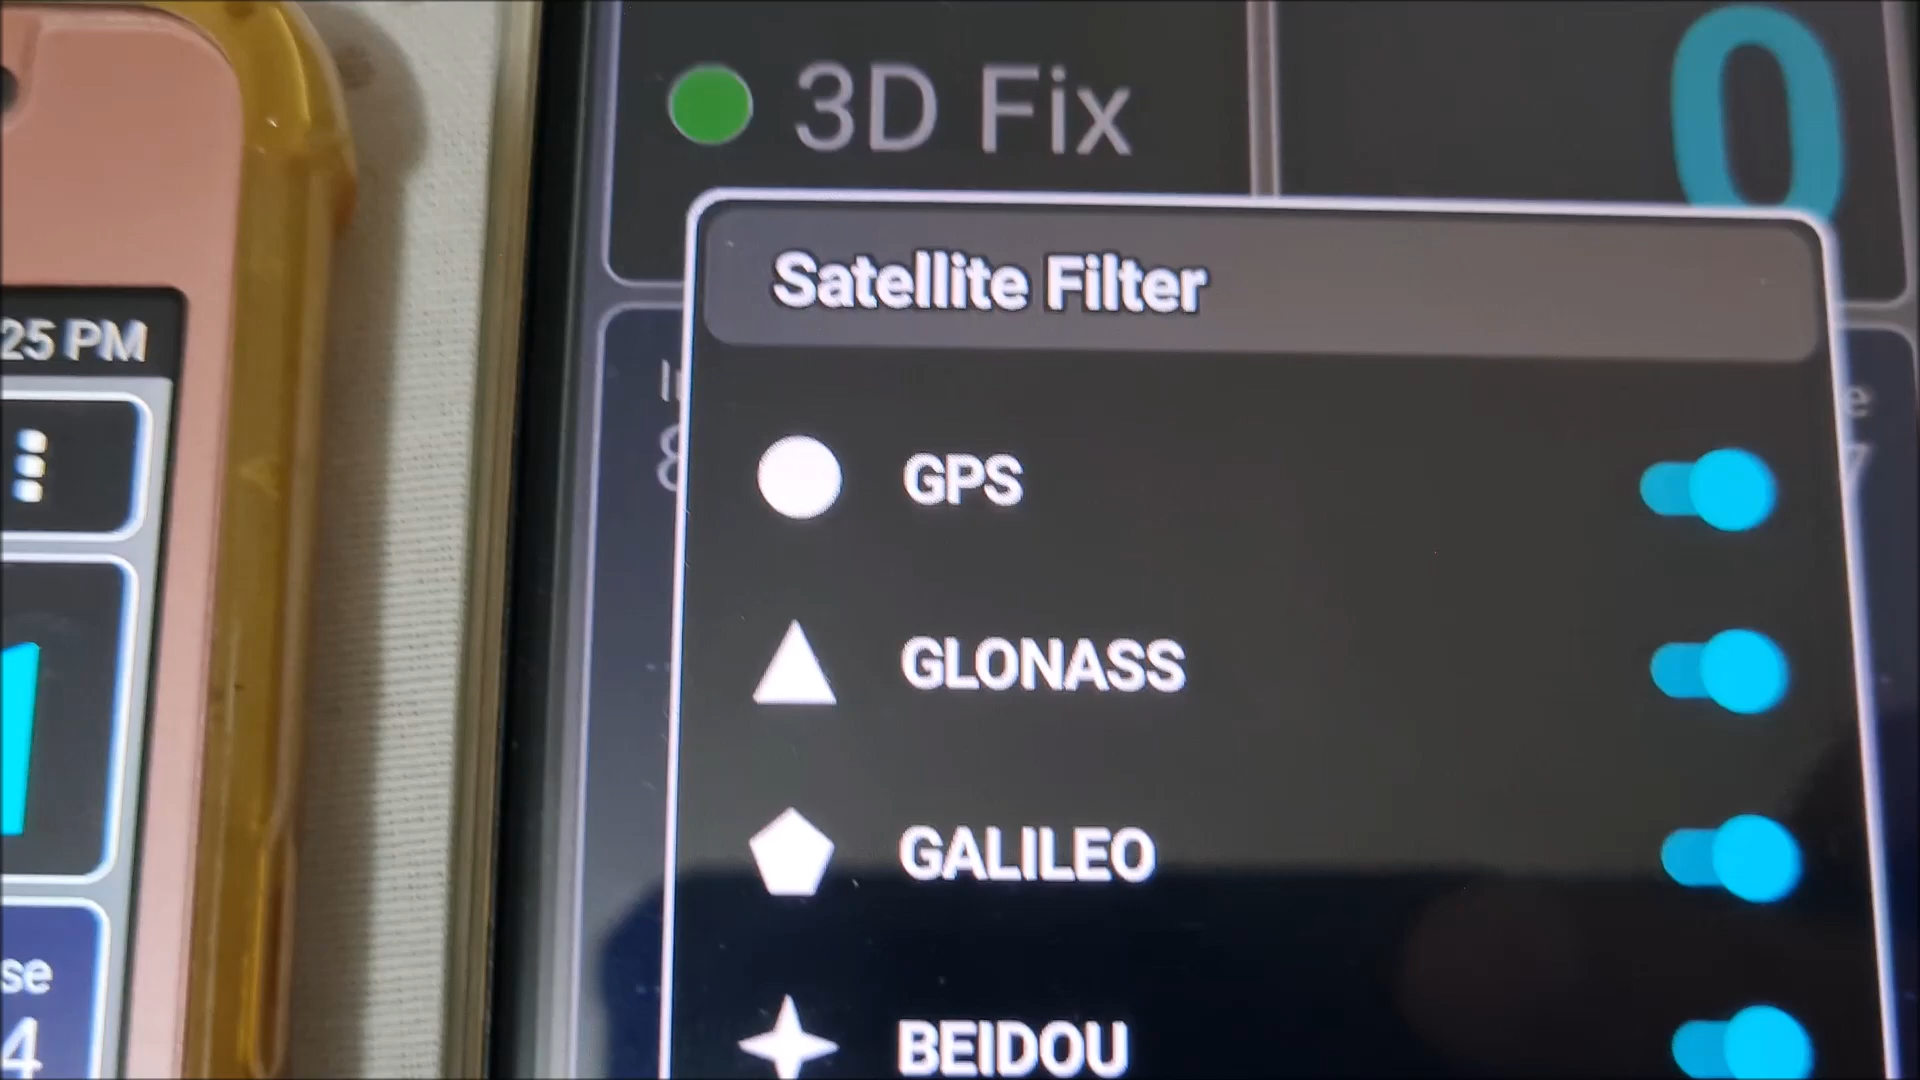 3D Fix
0
Satellite Filter
25 PM
GPS
GLONASS
GALILEO
se
4
BEIDOU